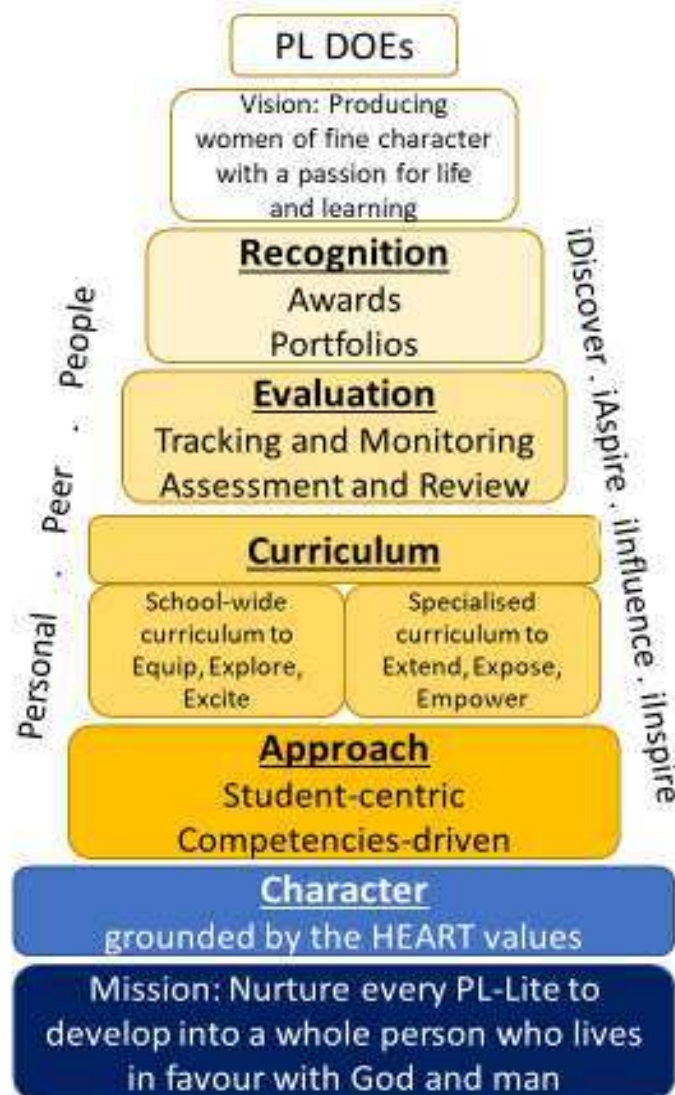 PL DOEs
Vision: Producing
women of fine character
with a passion for life
and learning
Recognition
Awards
Portfolios
Evaluation
Tracking and Monitoring
Assessment and Review
Curriculum
School-wide
curriculum to
Equip, Explore,
Excite
Specialised
curriculum to
Extend, Expose,
Empower
Approach
Student-centric
Competencies-driven
Character
grounded by the HEART values
Mission: Nurture every PL-Lite to
develop into a whole person who lives
in favour with God and man
Personal . Peer . People
iDiscover . iAspire . iInfluence . iInspire